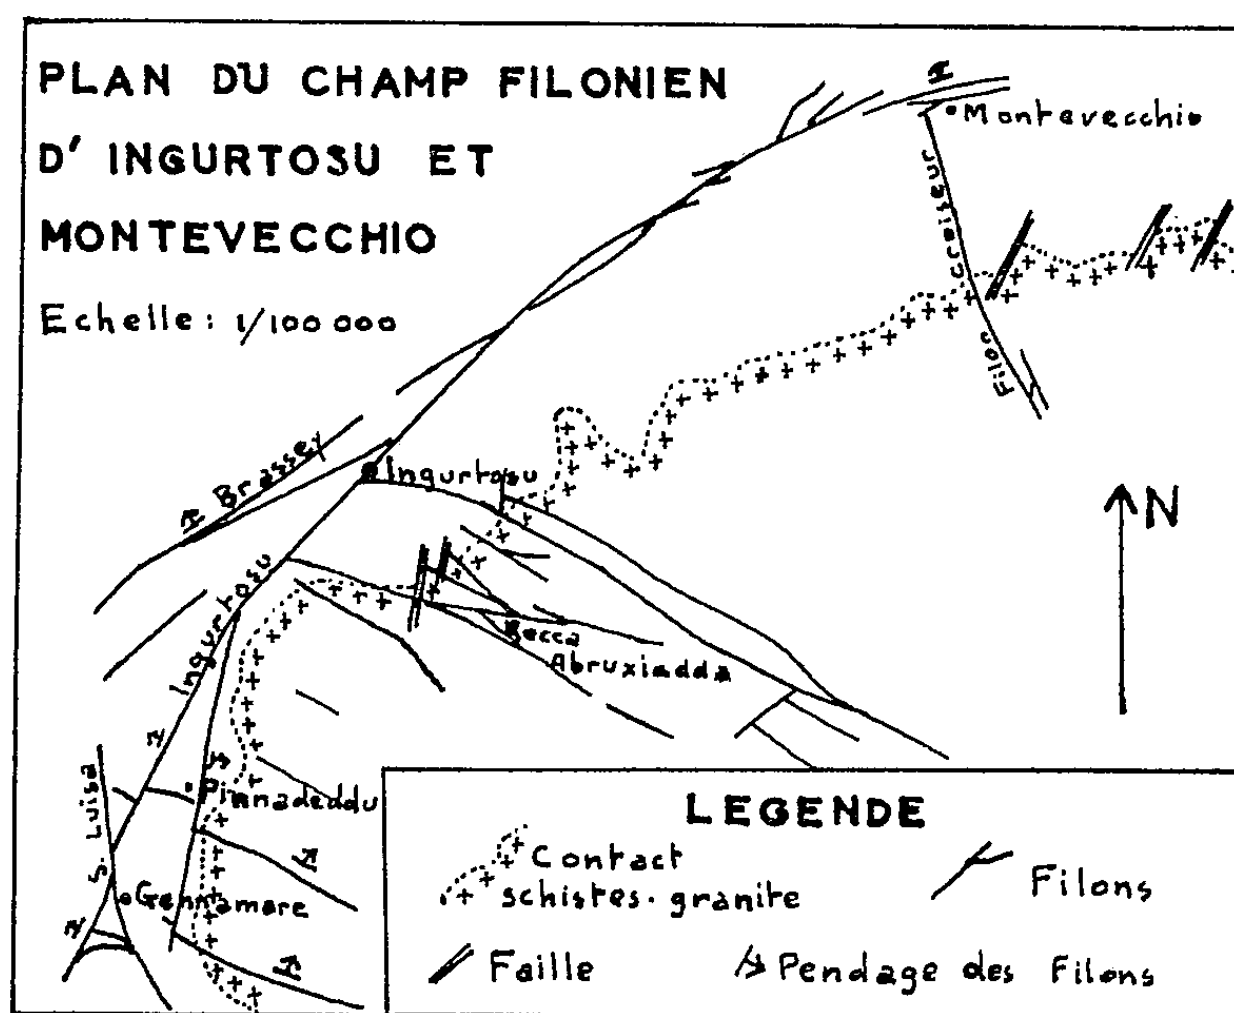 PLAN DU CHAMP FILONIEN
D' INGURTOSU ET
MONTEVECCHIO
Echelle: 1/100 000
Montevecchio
Filon Croiseur
Brassey
Ingurtosu
Ingurtosu
Becca
Abruxiadda
Pinnadeddu
S. Luisa
Gennamare
N
LEGENDE
Contact
schistes-granite
Filons
Faille
Pendage des Filons